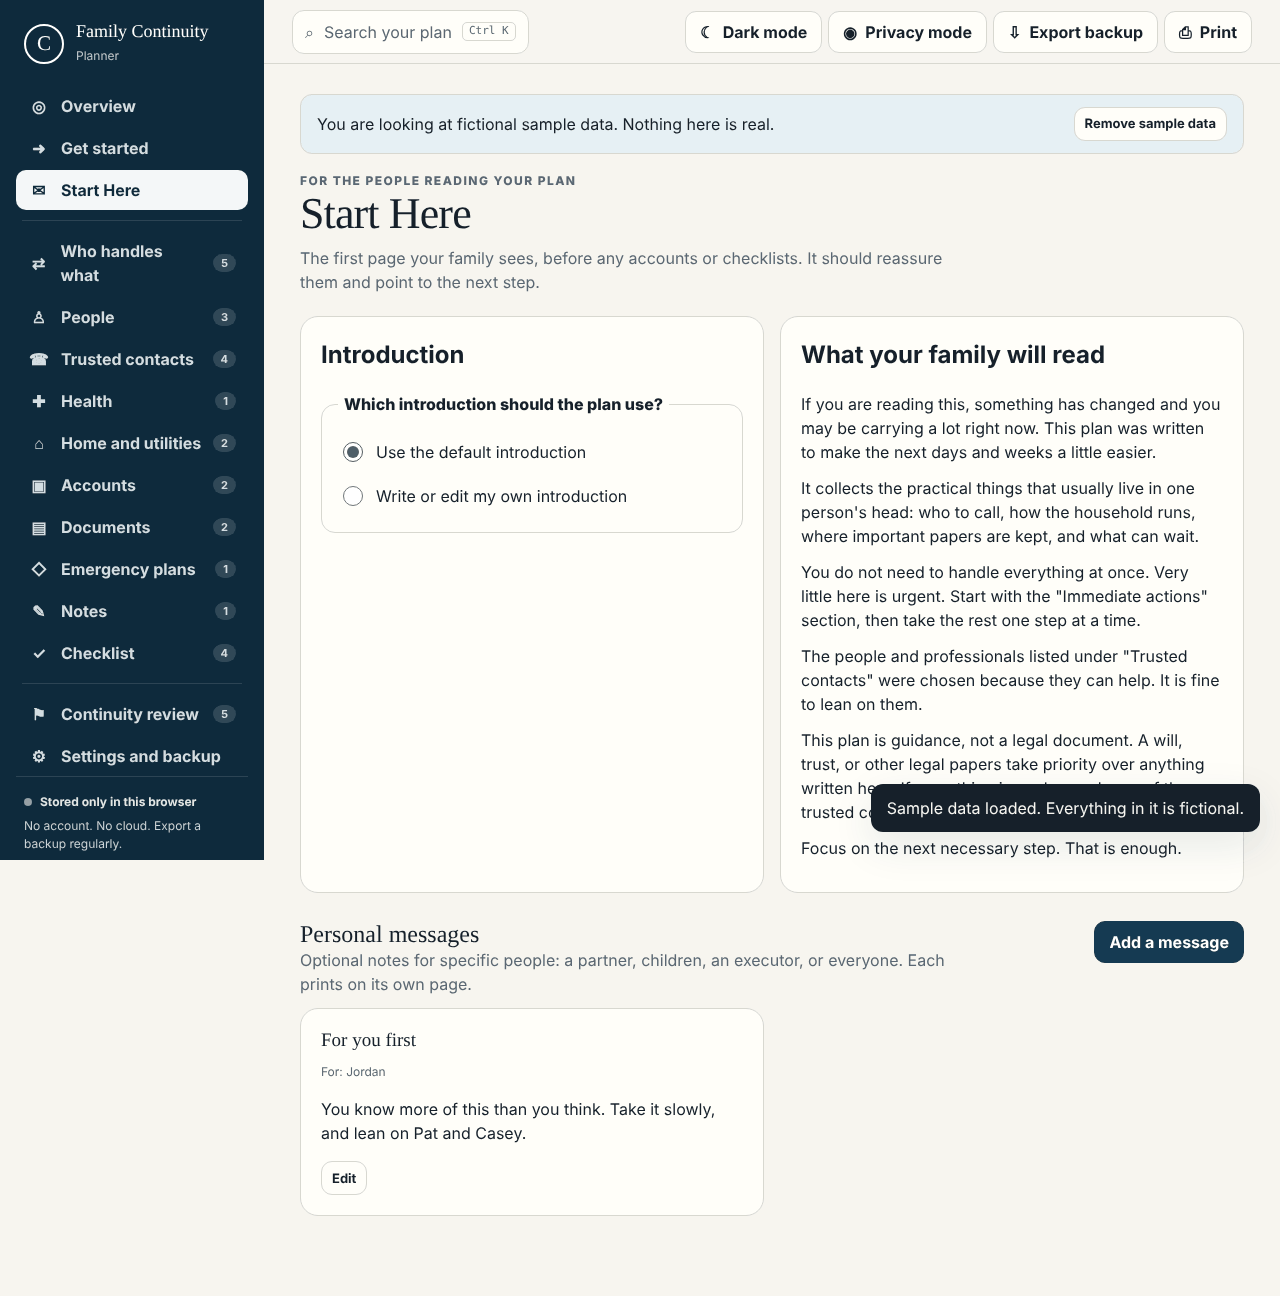 C
Family Continuity
Planner
Overview
Get started
Start Here
Who handles
what
5
People 3
Trusted contacts 4
Health 1
Home and utilities 2
Accounts 2
Documents 2
Emergency plans 1
Notes 1
Checklist 4
Continuity review 5
Settings and backup
Stored only in this browser
No account. No cloud. Export a
backup regularly.
Search your plan Ctrl K
Dark mode
Privacy mode
Export backup
Print
You are looking at fictional sample data. Nothing here is real.
Remove sample data
FOR THE PEOPLE READING YOUR PLAN
Start Here
The first page your family sees, before any accounts or checklists. It should reassure
them and point to the next step.
Introduction
Which introduction should the plan use?
Use the default introduction
Write or edit my own introduction
What your family will read
If you are reading this, something has changed and you
may be carrying a lot right now. This plan was written
to make the next days and weeks a little easier.
It collects the practical things that usually live in one
person's head: who to call, how the household runs,
where important papers are kept, and what can wait.
You do not need to handle everything at once. Very
little here is urgent. Start with the "Immediate actions"
section, then take the rest one step at a time.
The people and professionals listed under "Trusted
contacts" were chosen because they can help. It is fine
to lean on them.
This plan is guidance, not a legal document. A will,
trust, or other legal papers take priority over anything
written
trusted
Sample data loaded. Everything in it is fictional.
Focus on the next necessary step. That is enough.
Personal messages
Optional notes for specific people: a partner, children, an executor, or everyone. Each
prints on its own page.
Add a message
For you first
For: Jordan
You know more of this than you think. Take it slowly,
and lean on Pat and Casey.
Edit